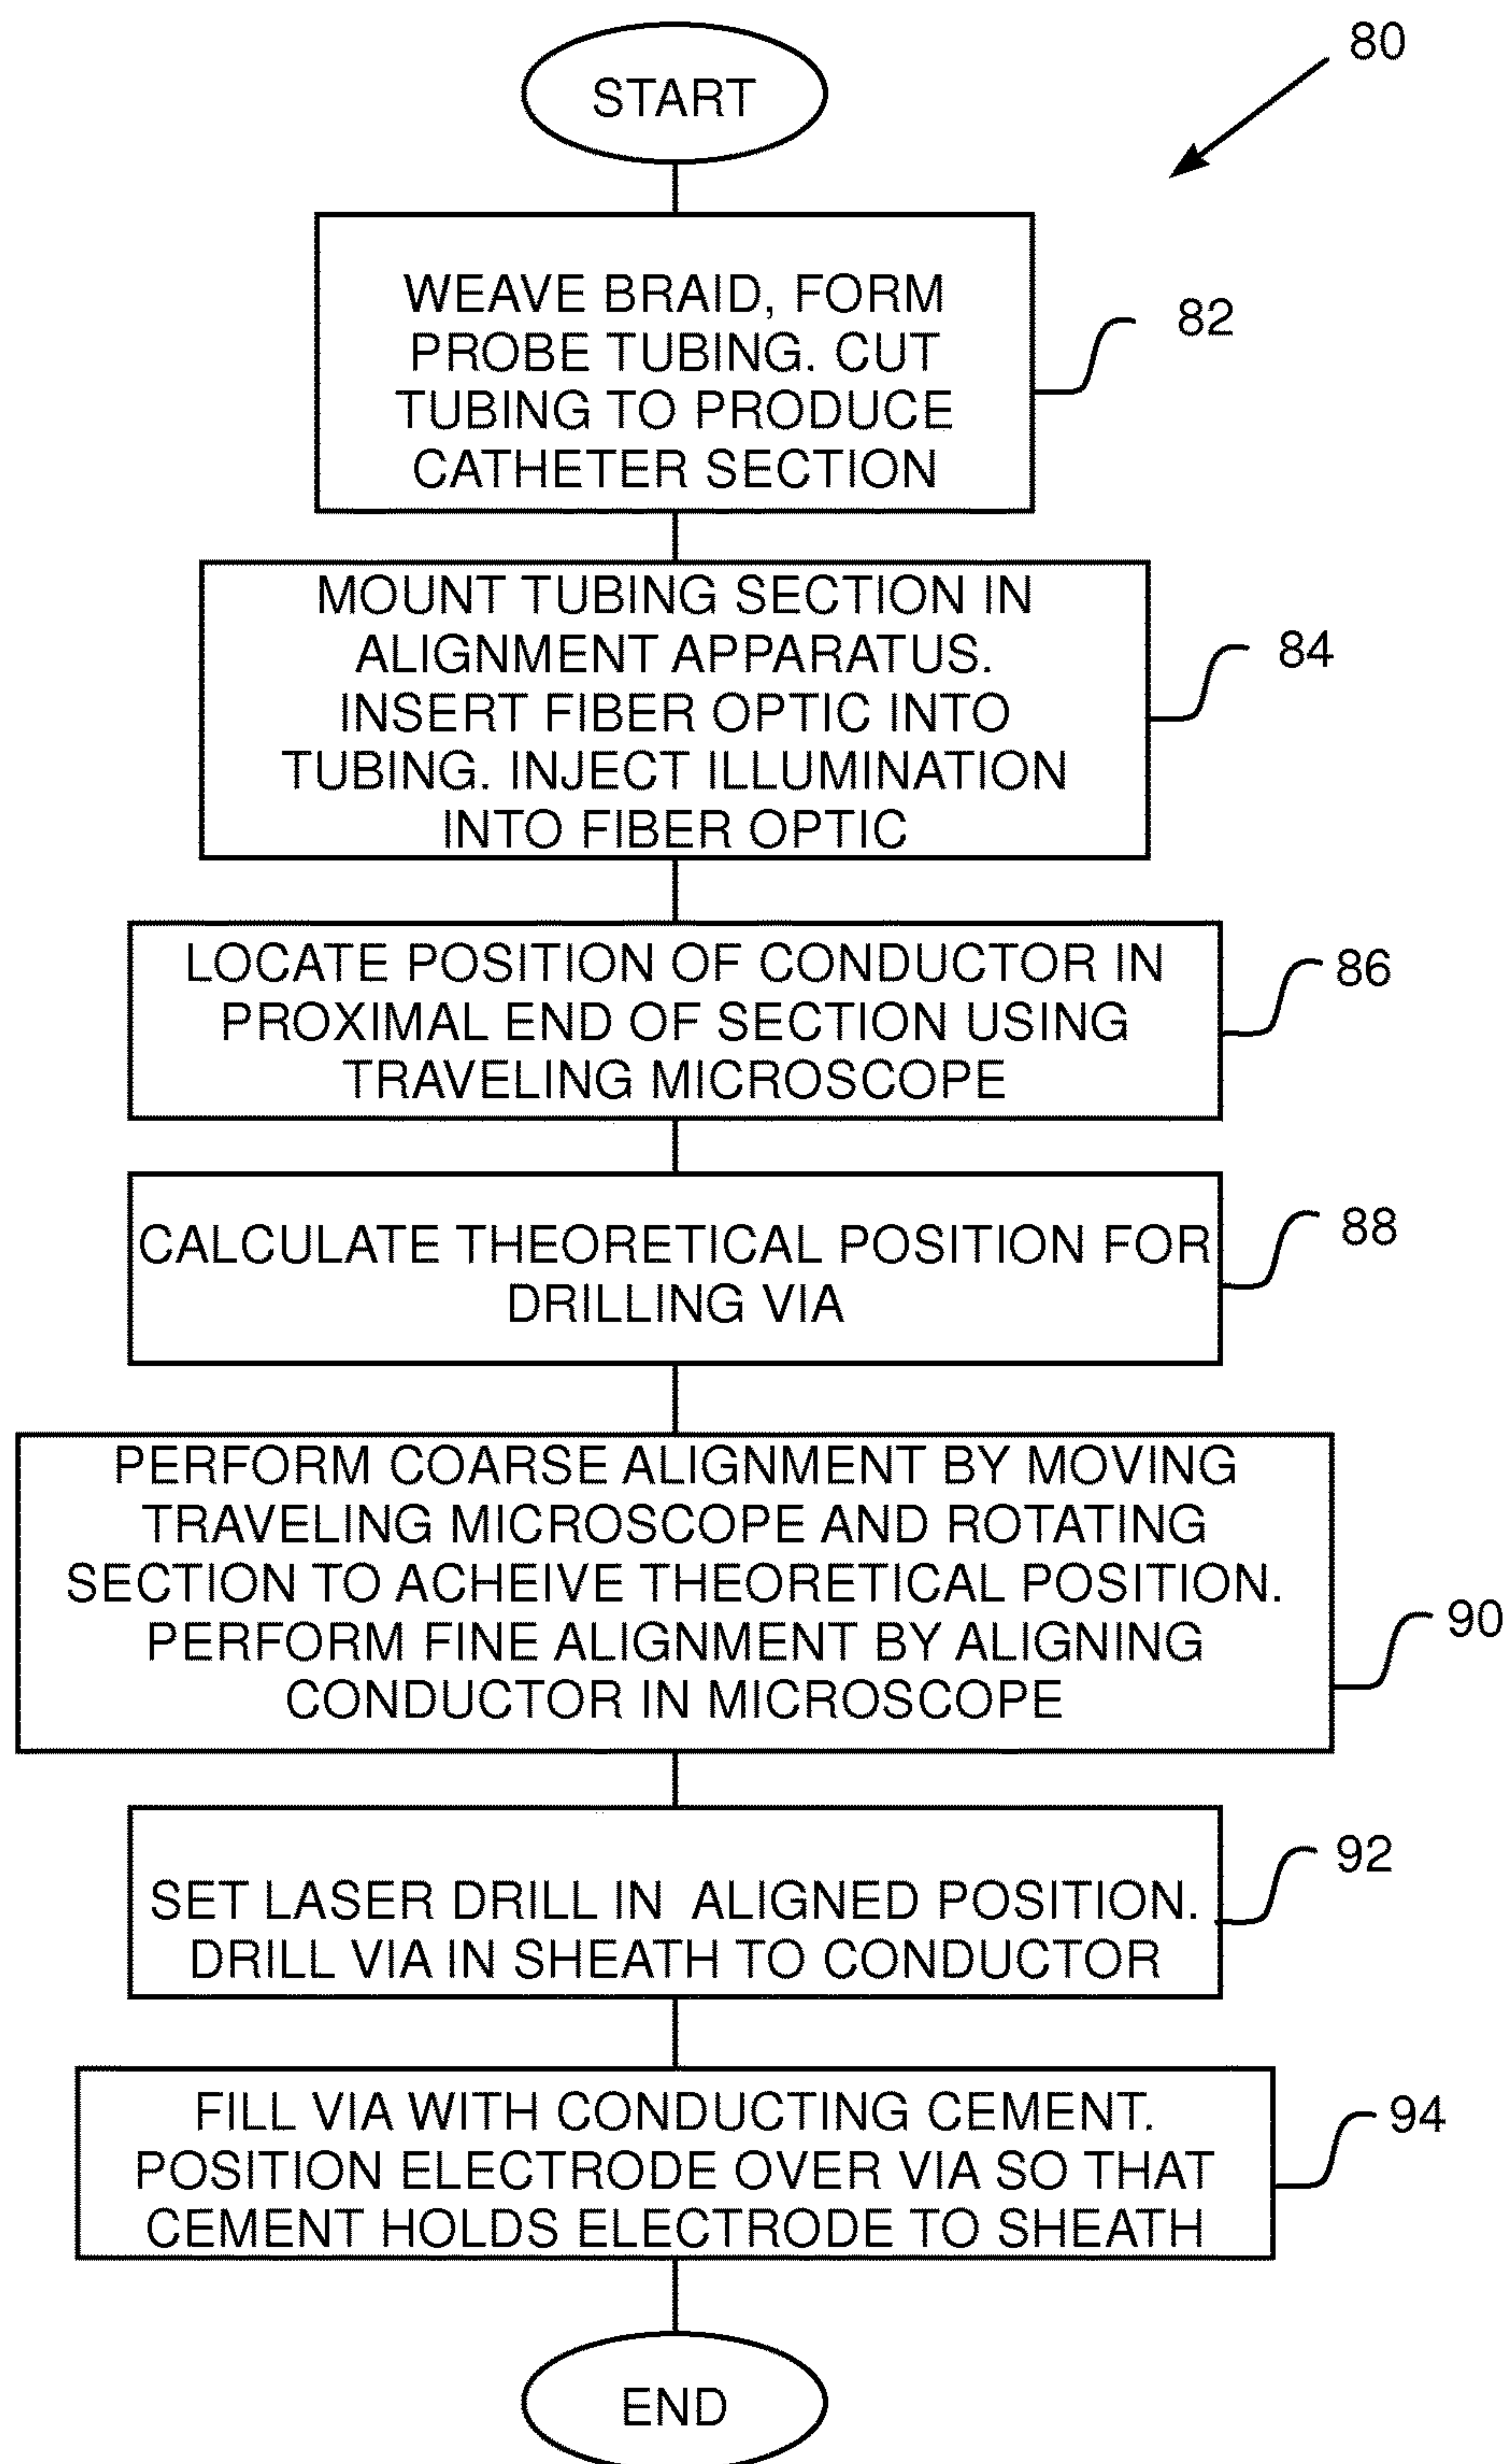 80
START
WEAVE BRAID, FORM
PROBE TUBING. CUT
TUBING TO PRODUCE
CATHETER SECTION
82
MOUNT TUBING SECTION IN
ALIGNMENT APPARATUS.
INSERT FIBER OPTIC INTO
TUBING. INJECT ILLUMINATION
INTO FIBER OPTIC
84
LOCATE POSITION OF CONDUCTOR IN
PROXIMAL END OF SECTION USING
TRAVELING MICROSCOPE
86
CALCULATE THEORETICAL POSITION FOR
DRILLING VIA
88
PERFORM COARSE ALIGNMENT BY MOVING
TRAVELING MICROSCOPE AND ROTATING
SECTION TO ACHEIVE THEORETICAL POSITION.
PERFORM FINE ALIGNMENT BY ALIGNING
CONDUCTOR IN MICROSCOPE
90
SET LASER DRILL IN ALIGNED POSITION.
DRILL VIA IN SHEATH TO CONDUCTOR
92
FILL VIA WITH CONDUCTING CEMENT.
POSITION ELECTRODE OVER VIA SO THAT
CEMENT HOLDS ELECTRODE TO SHEATH
94
END